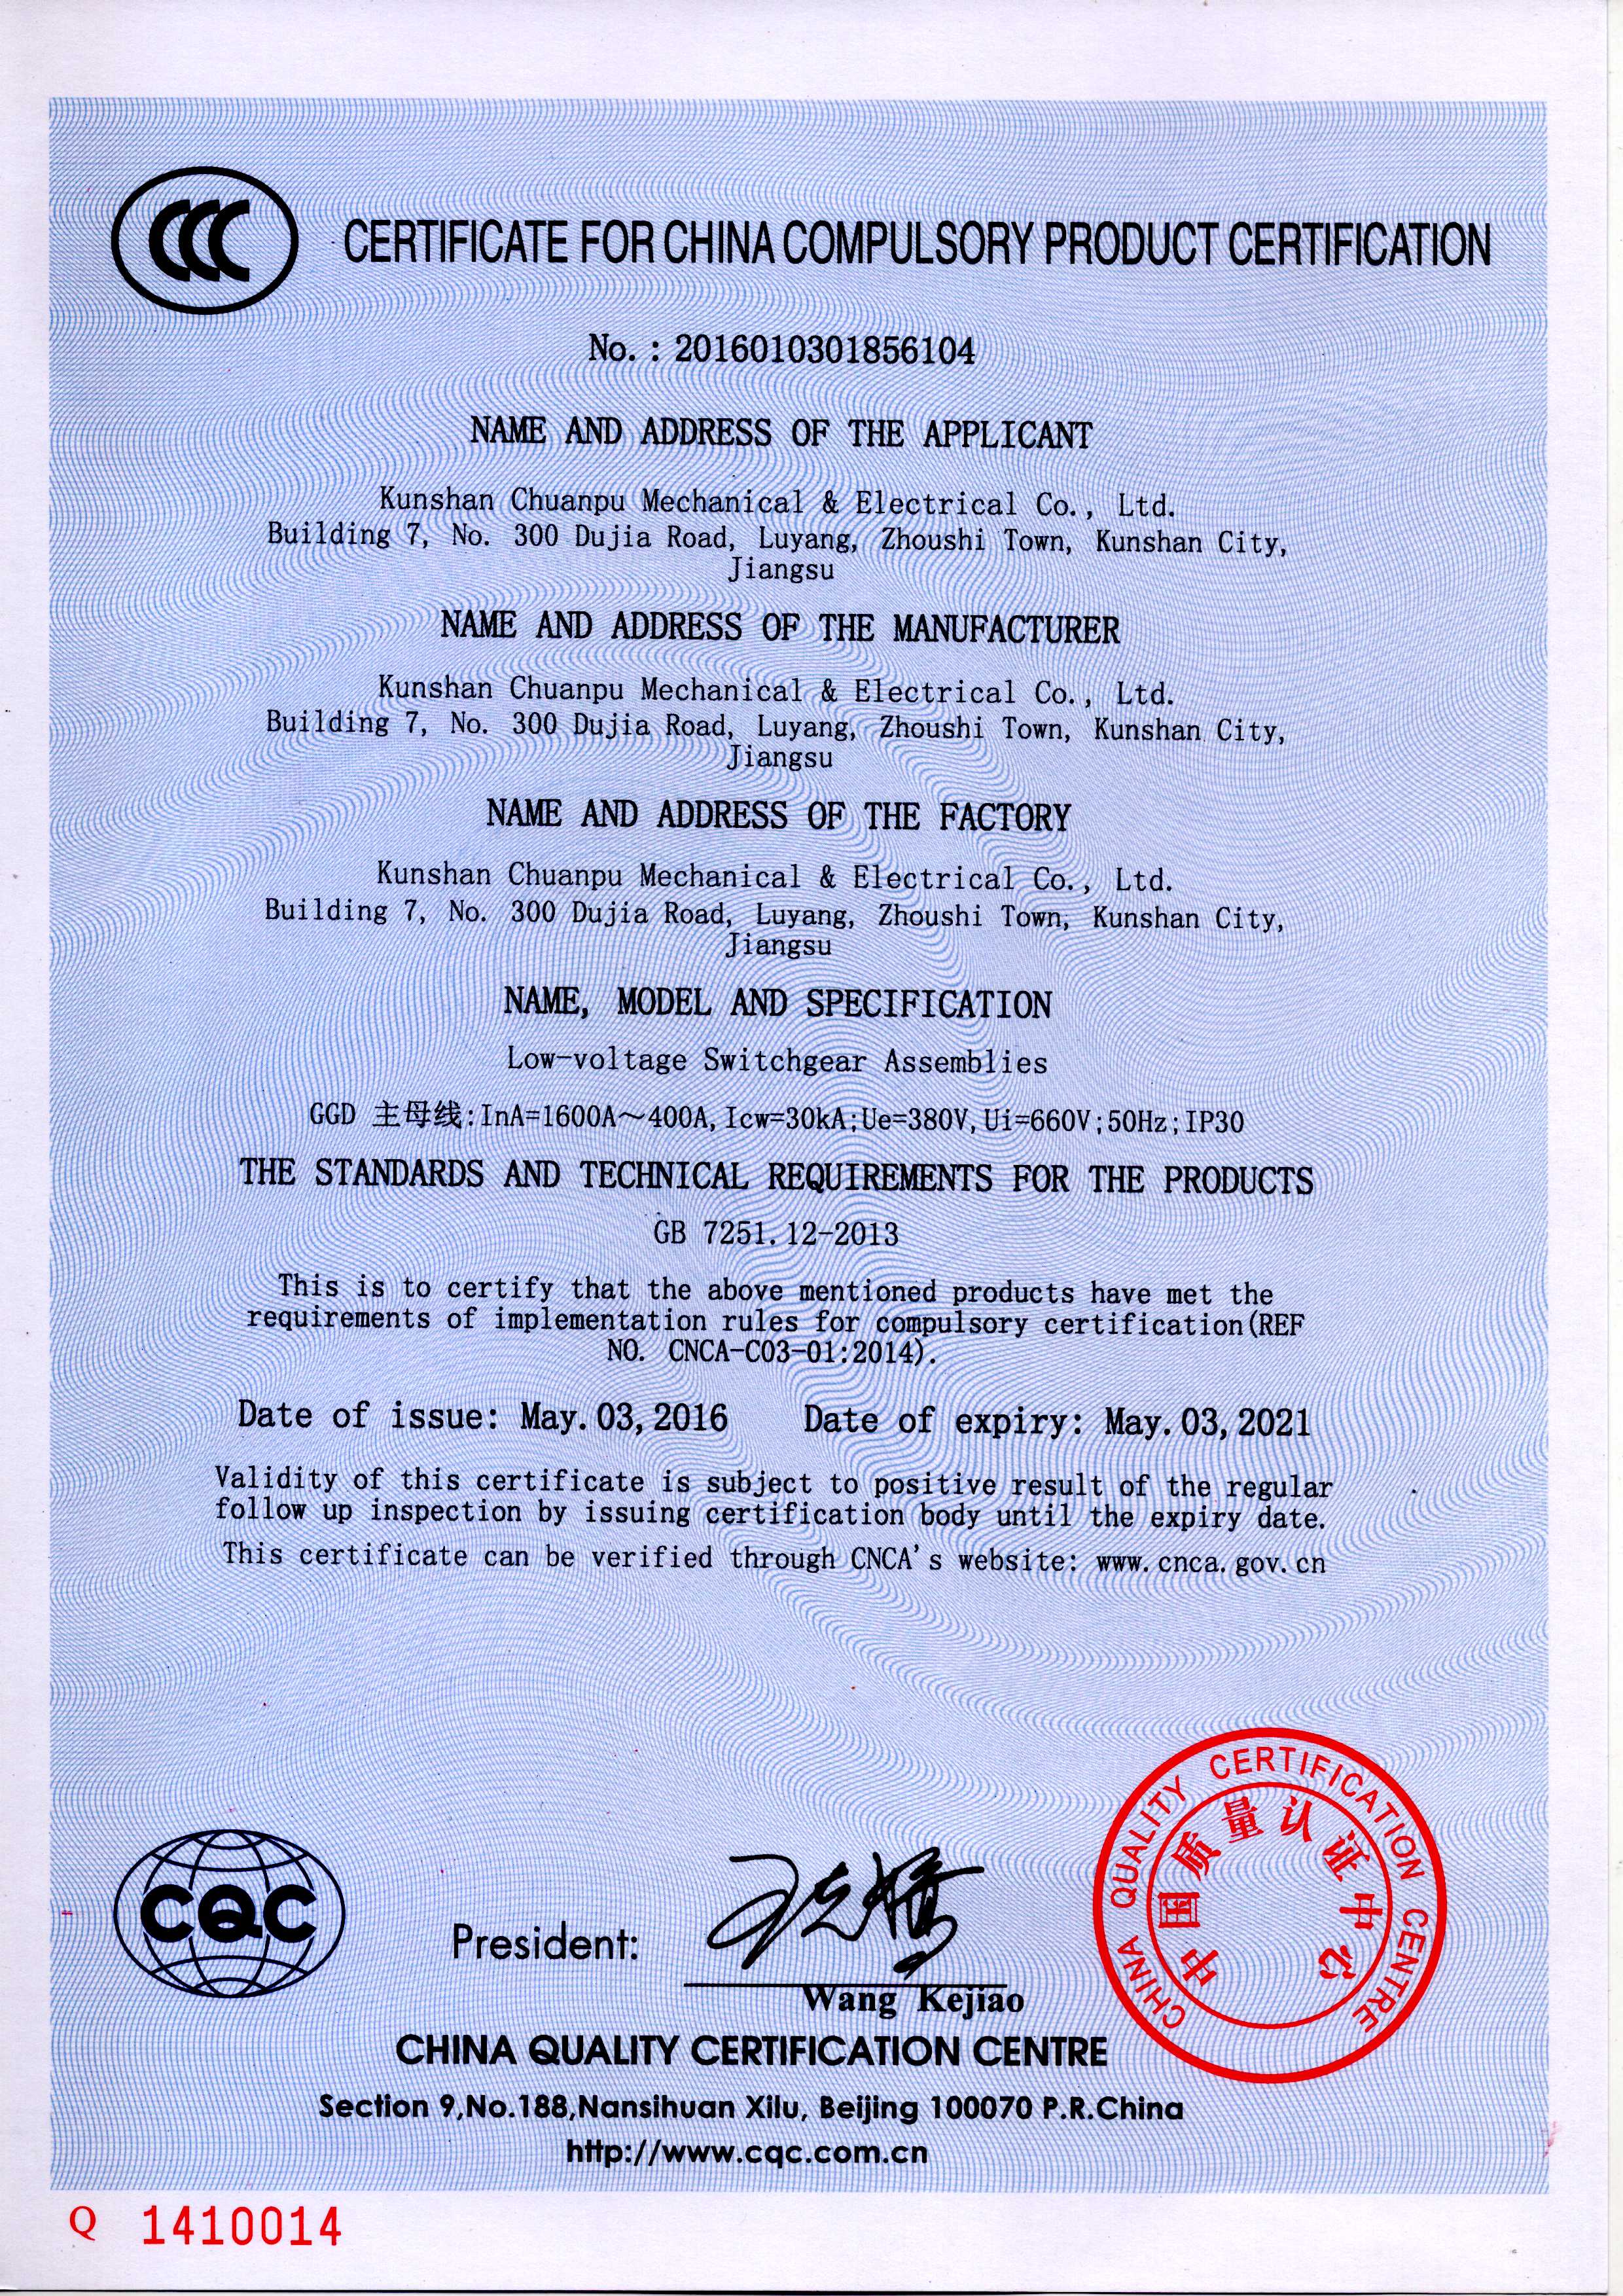 CCC
CERTIFICATE FOR CHINA COMPULSORY PRODUCT CERTIFICATION
No. : 2016010301856104
NAME AND ADDRESS OF THE APPLICANT
Kunshan Chuanpu Mechanical & Electrical Co., Ltd.
Building 7, No. 300 Dujia Road, Luyang, Zhoushi Town, Kunshan City,
Jiangsu
NAME AND ADDRESS OF THE MANUFACTURER
Kunshan Chuanpu Mechanical & Electrical Co., Ltd.
Building 7, No. 300 Dujia Road, Luyang, Zhoushi Town, Kunshan City,
Jiangsu
NAME AND ADDRESS OF THE FACTORY
Kunshan Chuanpu Mechanical & Electrical Co., Ltd.
Building 7, No. 300 Dujia Road, Luyang, Zhoushi Town, Kunshan City,
Jiangsu
NAME, MODEL AND SPECIFICATION
Low-voltage Switchgear Assemblies
GGD 主母线:InA=1600A～400A, Icw=30kA;Ue=380V, Ui=660V;50Hz;IP30
THE STANDARDS AND TECHNICAL REQUIREMENTS FOR THE PRODUCTS
GB 7251.12-2013
This is to certify that the above mentioned products have met the
requirements of implementation rules for compulsory certification(REF
NO. CNCA-C03-01:2014).
Date of issue: May. 03, 2016 Date of expiry: May. 03, 2021
Validity of this certificate is subject to positive result of the regular
follow up inspection by issuing certification body until the expiry date.
This certificate can be verified through CNCA's website: www.cnca.gov.cn
CHINA QUALITY CERTIFICATION CENTRE
中国质量认证中心
CQC
President:
Wang Kejiao
CHINA QUALITY CERTIFICATION CENTRE
Section 9,No.188,Nansihuan Xilu, Beijing 100070 P.R.China
http://www.cqc.com.cn
Q 1410014